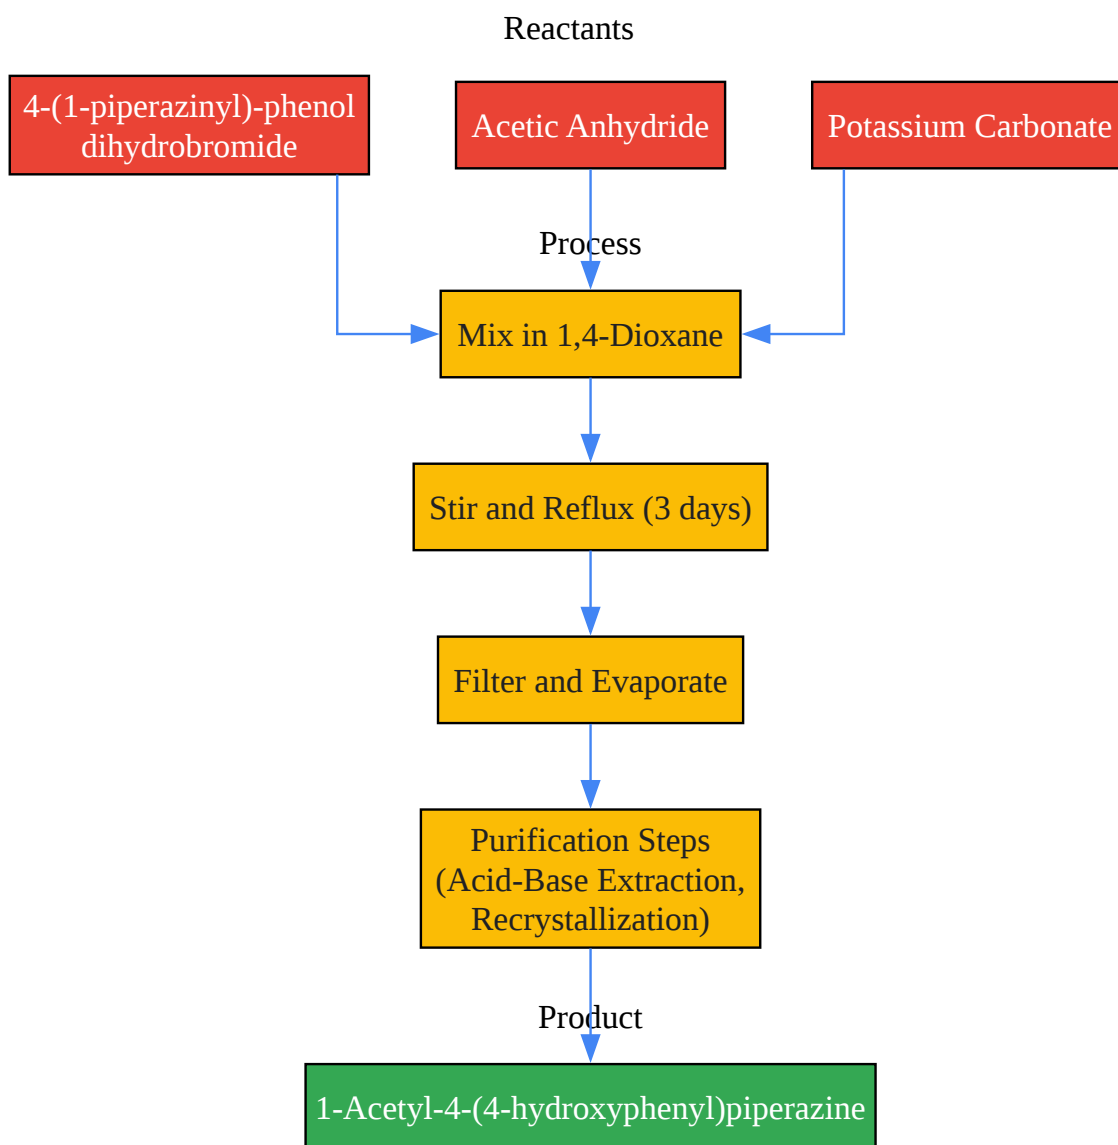 Reactants
4-(1-piperazinyl)-phenol
dihydrobromide
Acetic Anhydride
Potassium Carbonate
Process
Mix in 1,4-Dioxane
Stir and Reflux (3 days)
Filter and Evaporate
Purification Steps
(Acid-Base Extraction,
Recrystallization)
Product
1-Acetyl-4-(4-hydroxyphenyl)piperazine